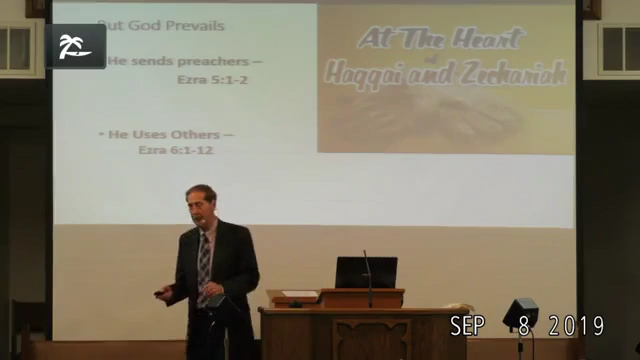 But God Prevails
He sends preachers –
Ezra 5:1-2
• He Uses Others –
Ezra 6:1-12
At The Heart
of
Haggai and Zechariah
SEP 8 2019